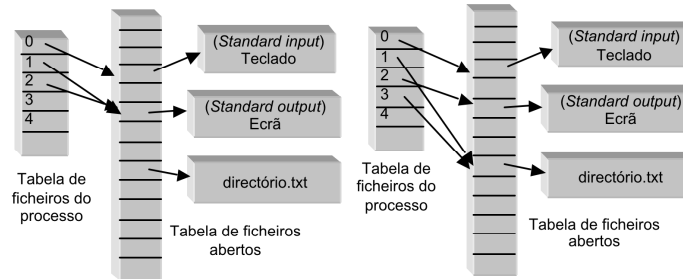 0
1
2
3
4
Tabela de
ficheiros do
processo
(Standard input)
Teclado
(Standard output)
Ecrã
directório.txt
Tabela de ficheiros
abertos
0
1
2
3
4
Tabela de
ficheiros do
processo
(Standard input)
Teclado
(Standard output)
Ecrã
directório.txt
Tabela de ficheiros
abertos